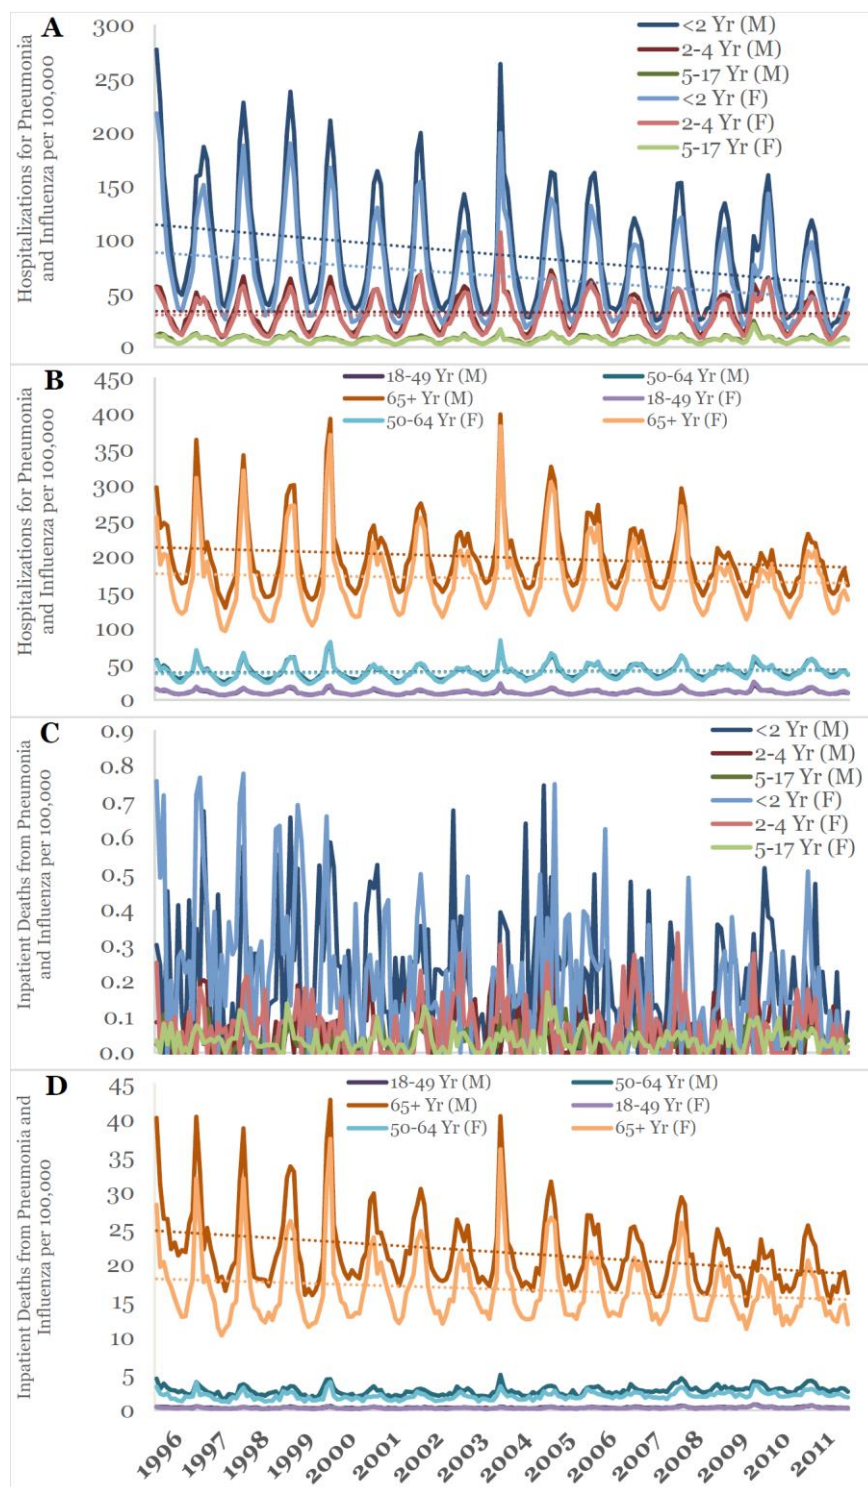 A
Hospitalizations for Pneumonia
and Influenza per 100,000
300
250
200
150
100
50
0
<2 Yr (M)
2-4 Yr (M)
5-17 Yr (M)
<2 Yr (F)
2-4 Yr (F)
5-17 Yr (F)
B
Hospitalizations for Pneumonia
and Influenza per 100,000
450
400
350
300
250
200
150
100
50
0
18-49 Yr (M)
50-64 Yr (M)
65+ Yr (M)
18-49 Yr (F)
50-64 Yr (F)
65+ Yr (F)
C
Inpatient Deaths from Pneumonia
and Influenza per 100,000
0.9
0.8
0.7
0.6
0.5
0.4
0.3
0.2
0.1
0.0
<2 Yr (M)
2-4 Yr (M)
5-17 Yr (M)
<2 Yr (F)
2-4 Yr (F)
5-17 Yr (F)
D
Inpatient Deaths from Pneumonia and
Influenza per 100,000
45
40
35
30
25
20
15
10
5
0
18-49 Yr (M)
50-64 Yr (M)
65+ Yr (M)
18-49 Yr (F)
50-64 Yr (F)
65+ Yr (F)
1996
1997
1998
1999
2000
2001
2002
2003
2004
2005
2006
2007
2008
2009
2010
2011